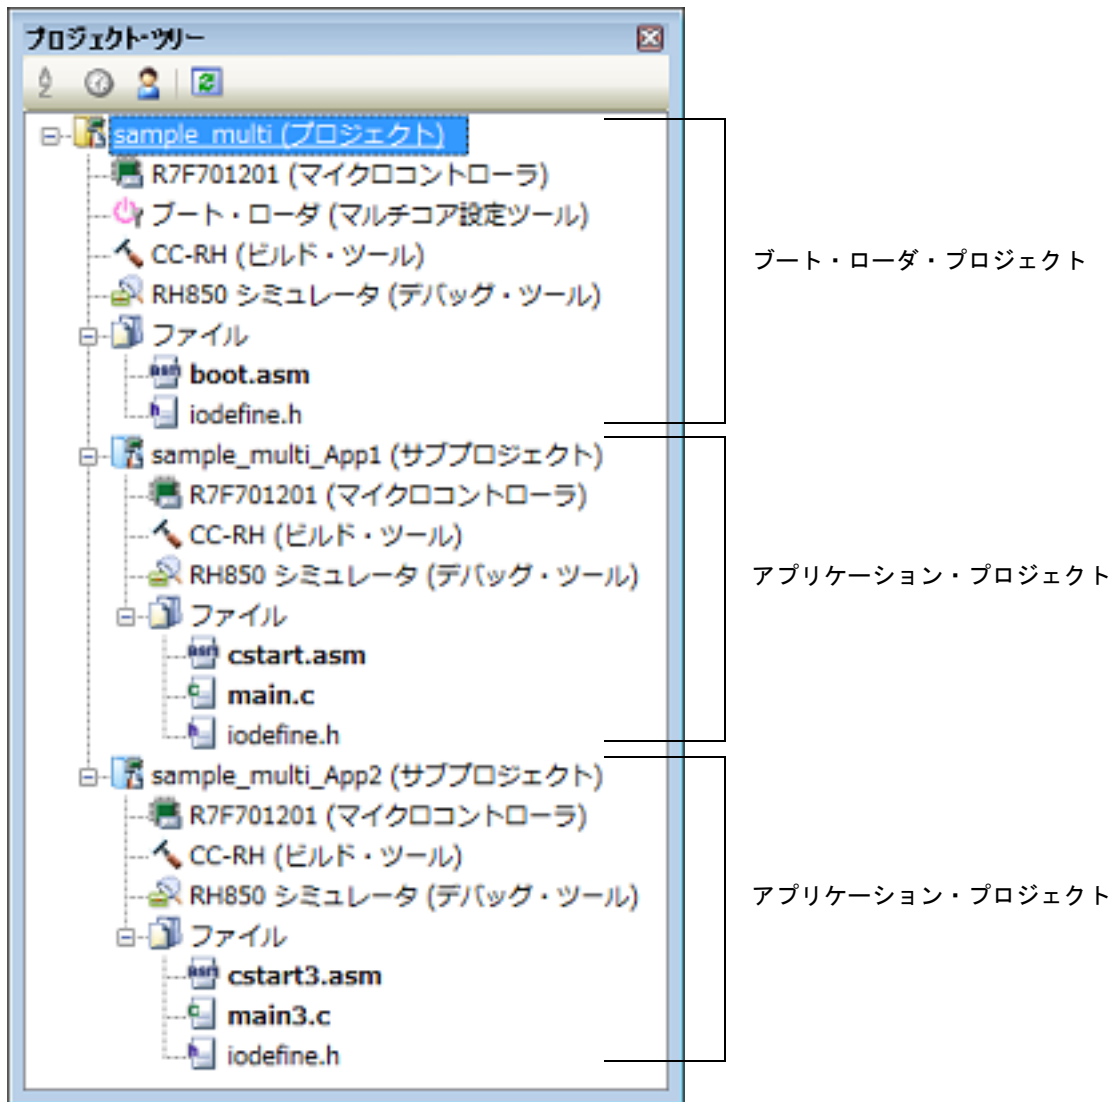 プロジェクト・ツリー
sample_multi (プロジェクト)
R7F701201 (マイクロコントローラ)
ブート・ローダ (マルチコア設定ツール)
CC-RH (ビルド・ツール)
RH850 シミュレータ (デバッグ・ツール)
ファイル
boot.asm
iodefine.h
ブート・ローダ・プロジェクト
sample_multi_App1 (サブプロジェクト)
R7F701201 (マイクロコントローラ)
CC-RH (ビルド・ツール)
RH850 シミュレータ (デバッグ・ツール)
ファイル
cstart.asm
main.c
iodefine.h
アプリケーション・プロジェクト
sample_multi_App2 (サブプロジェクト)
R7F701201 (マイクロコントローラ)
CC-RH (ビルド・ツール)
RH850 シミュレータ (デバッグ・ツール)
ファイル
cstart3.asm
main3.c
iodefine.h
アプリケーション・プロジェクト